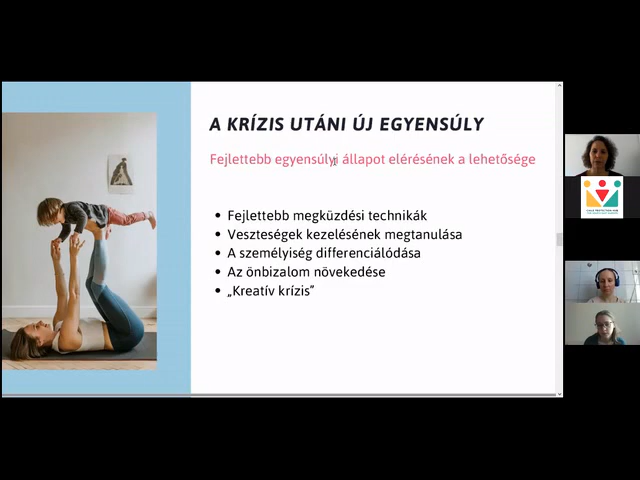 A KRÍZIS UTÁNI ÚJ EGYENSÚLY
Fejlettebb egyensúlyi állapot elérésének a lehetősége
• Fejlettebb megküzdési technikák
• Veszteségek kezelésének megtanulása
• A személyiség differenciálódása
• Az önbizalom növekedése
• „Kreatív krízis”